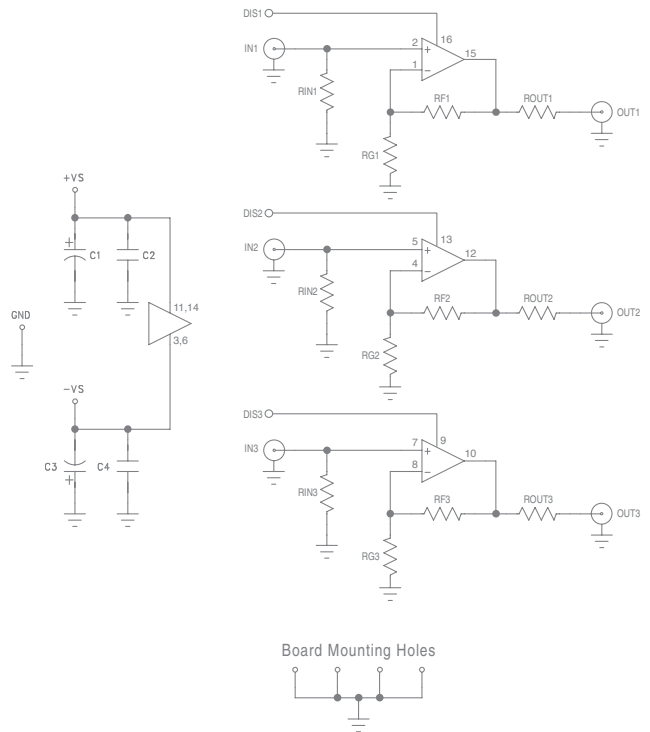 DIS1
IN1
2
16
+
15
1
−
RIN1
RF1
ROUT1
OUT1
RG1
+VS
+
C1
C2
11,14
3,6
GND
−VS
C3
+
C4
DIS2
IN2
5
13
+
12
4
−
RIN2
RF2
ROUT2
OUT2
RG2
DIS3
IN3
7
9
+
10
8
−
RIN3
RF3
ROUT3
OUT3
RG3
Board Mounting Holes